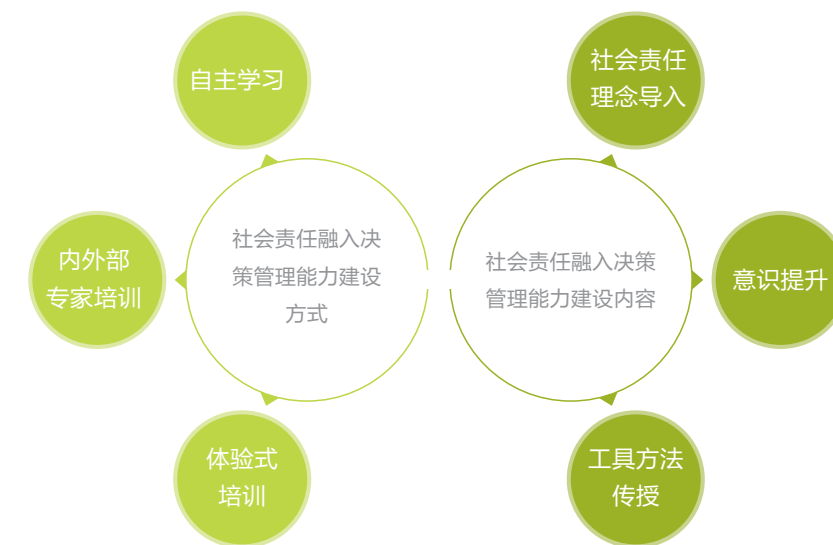 自主学习
内外部
专家培训
体验式
培训
社会责任融入决
策管理能力建设
方式
社会责任融入决策
管理能力建设内容
社会责任
理念导入
意识提升
工具方法
传授